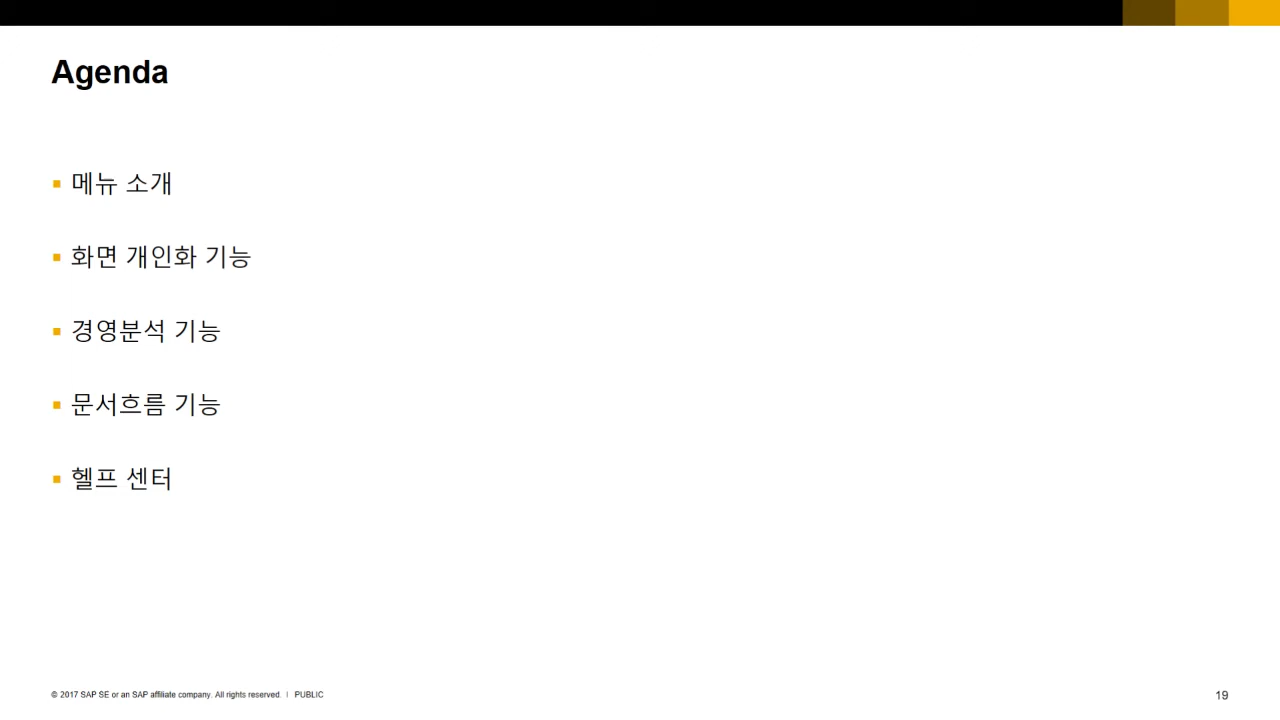 Agenda
▪ 메뉴 소개
▪ 화면 개인화 기능
▪ 경영분석 기능
▪ 문서흐름 기능
▪ 헬프 센터
© 2017 SAP SE or an SAP affiliate company. All rights reserved. ǀ PUBLIC
19